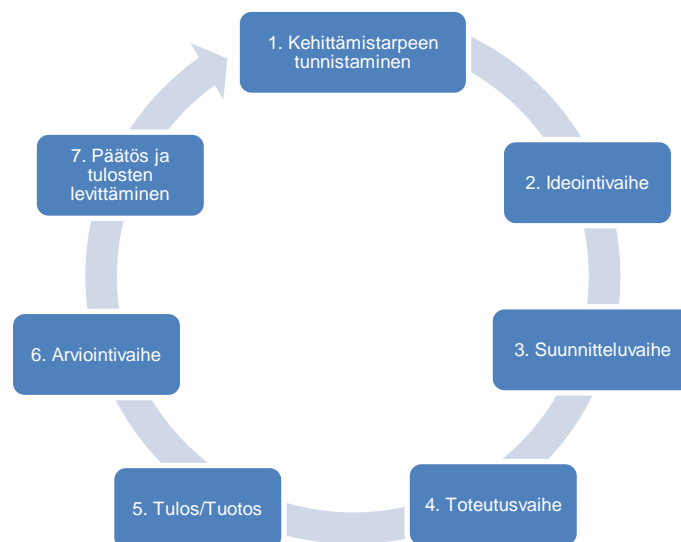 1. Kehittämistarpeen
tunnistaminen
2. Ideointivaihe
3. Suunnitteluvaihe
4. Toteutusvaihe
5. Tulos/Tuotos
6. Arviointivaihe
7. Päätös ja
tulosten
levittäminen